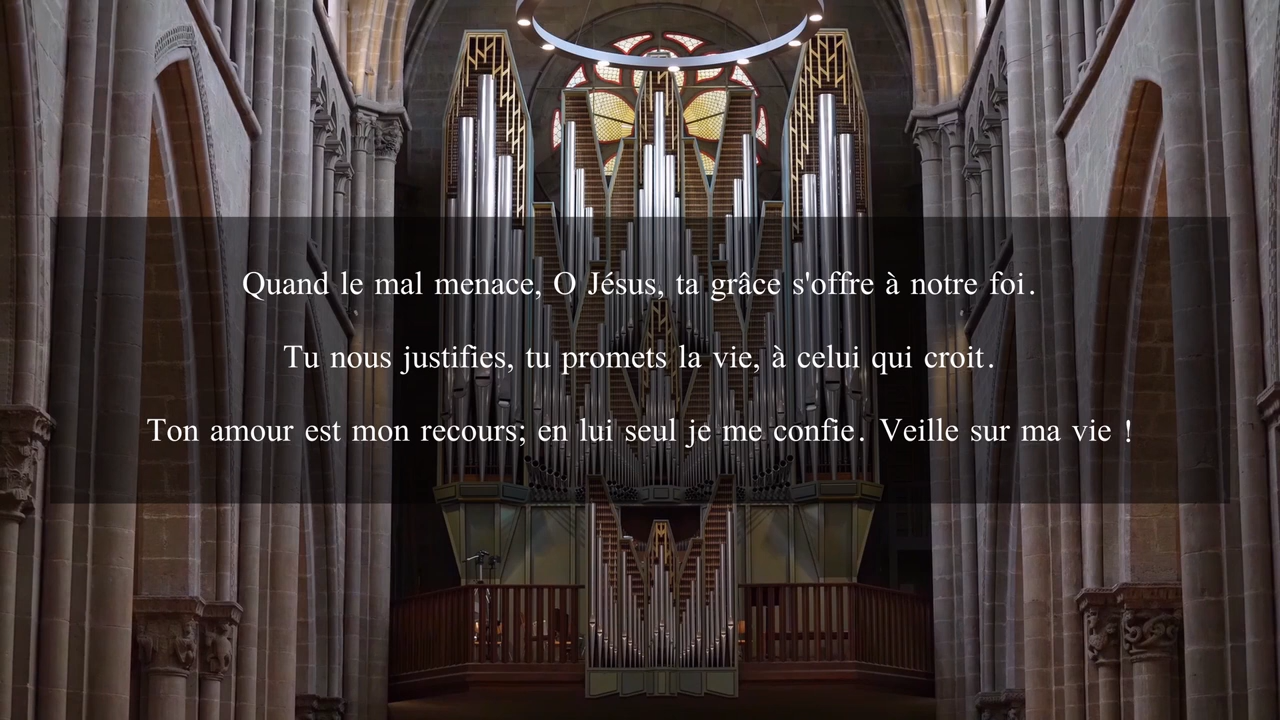 Quand le mal menace, O Jésus, ta grâce s'offre à notre foi.
Tu nous justifies, tu promets la vie, à celui qui croit.
Ton amour est mon recours; en lui seul je me confie. Veille sur ma vie !